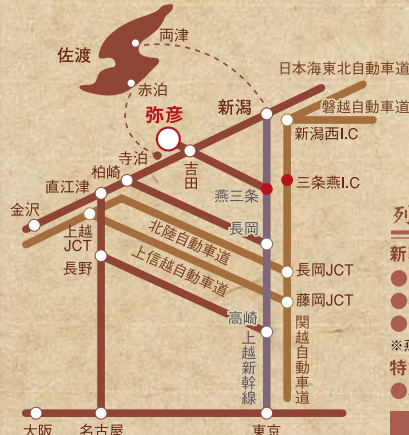 両津
佐渡
日本海東北自動車道
赤泊
磐越自動車道
弥彦
新潟
新潟西I.C
寺泊
吉田
柏崎
三条燕I.C
直江津
燕三条
金沢
列
長岡
上越
JCT
北陸自動車道
新
長野
上信越自動車道
長岡JCT
藤岡JCT
高崎
上越新幹線
関越自動車道
特
大阪
名古屋
東京